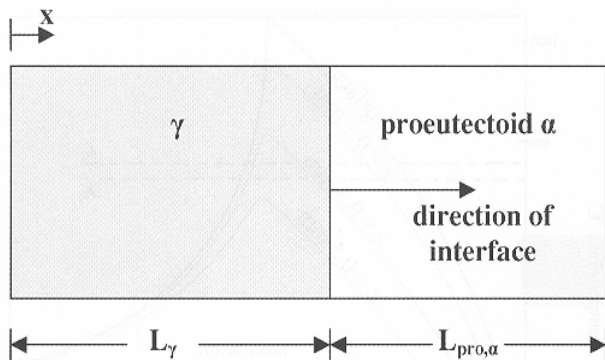 x
γ
proeutectoid α
direction of
interface
L_γ
L_pro,α